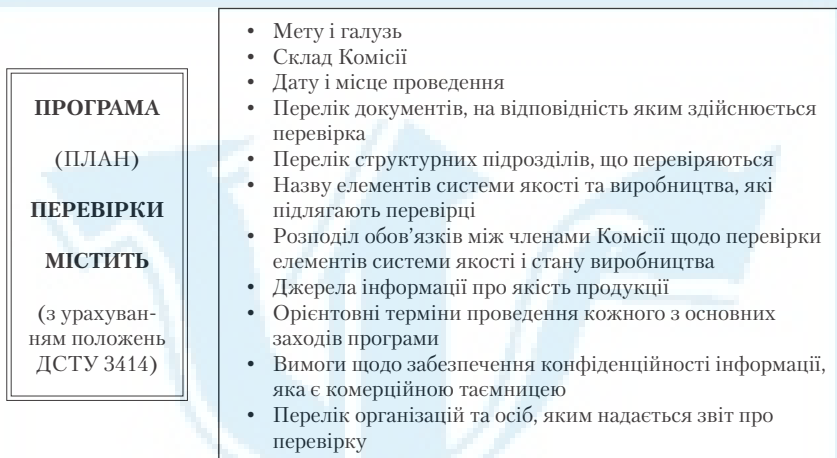 ПРОГРАМА
(ПЛАН)
ПЕРЕВІРКИ
МІСТИТЬ
(з урахуван-
ням положень
ДСТУ 3414)
• Мету і галузь
• Склад Комісії
• Дату і місце проведення
• Перелік документів, на відповідність яким здійснюється
перевірка
• Перелік структурних підрозділів, що перевіряються
• Назву елементів системи якості та виробництва, які
підлягають перевірці
• Розподіл обов’язків між членами Комісії щодо перевірки
елементів системи якості і стану виробництва
• Джерела інформації про якість продукції
• Орієнтовні терміни проведення кожного з основних
заходів програми
• Вимоги щодо забезпечення конфіденційності інформації,
яка є комерційною таємницею
• Перелік організацій та осіб, яким надається звіт про
перевірку